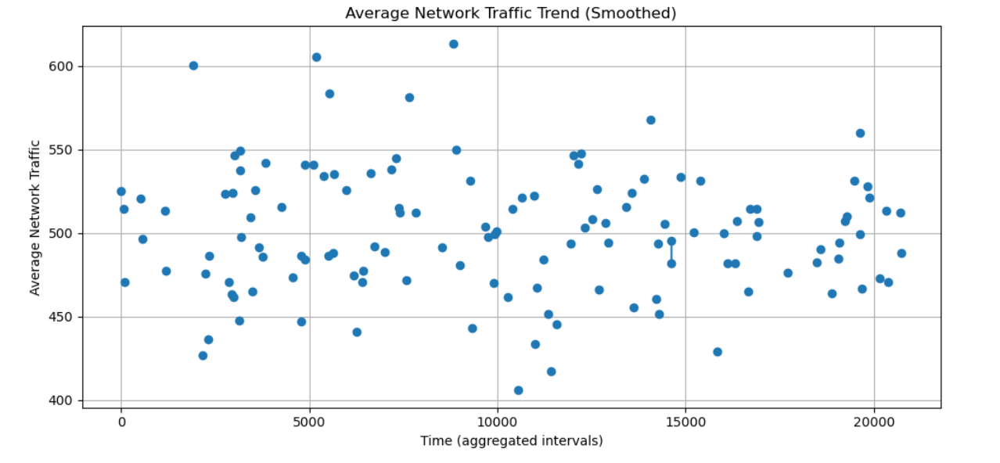 Average Network Traffic Trend (Smoothed)
600
550
500
450
400
Average Network Traffic
0 5000 10000 15000 20000
Time (aggregated intervals)